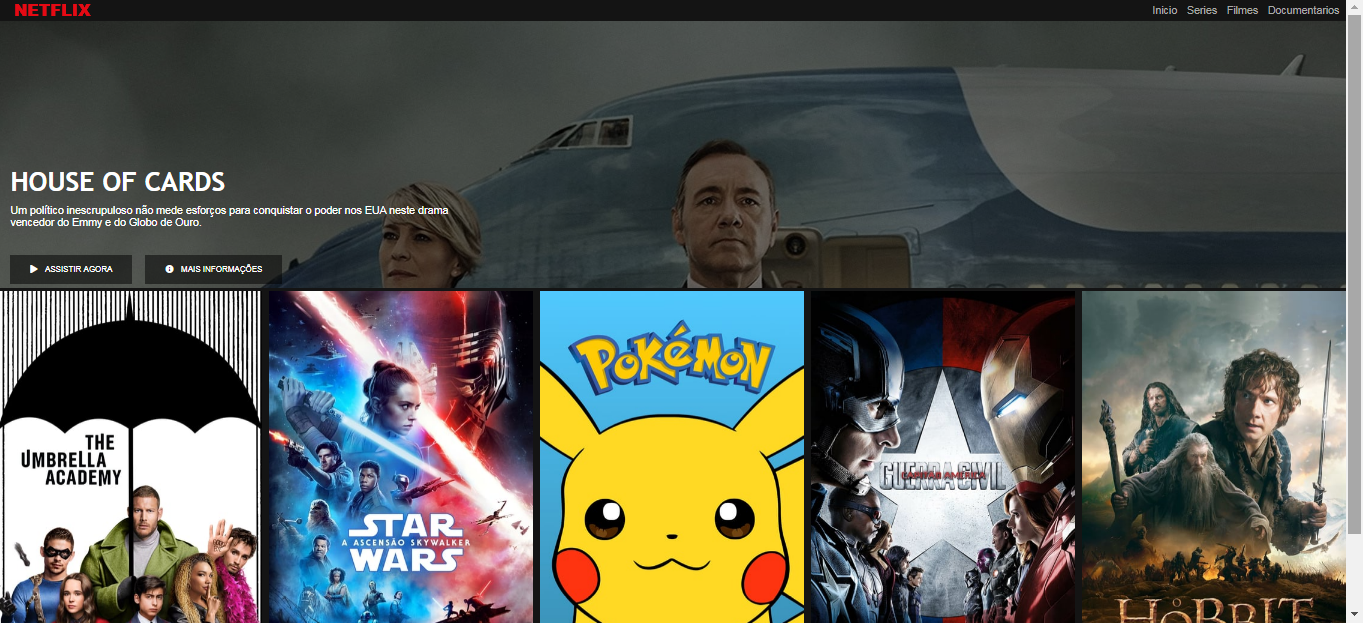 NETFLIX
Inicio Series Filmes Documentarios
HOUSE OF CARDS
Um político inescrupuloso não mede esforços para conquistar o poder nos EUA neste drama
vencedor do Emmy e do Globo de Ouro.
ASSISTIR AGORA MAIS INFORMAÇÕES
THE
UMBRELLA
ACADEMY
STAR
A ASCENSÃO SKYWALKER
WARS
POKéMON
GUERRA CIVIL
CAPITÃO AMÉRICA
O
HOBBIT